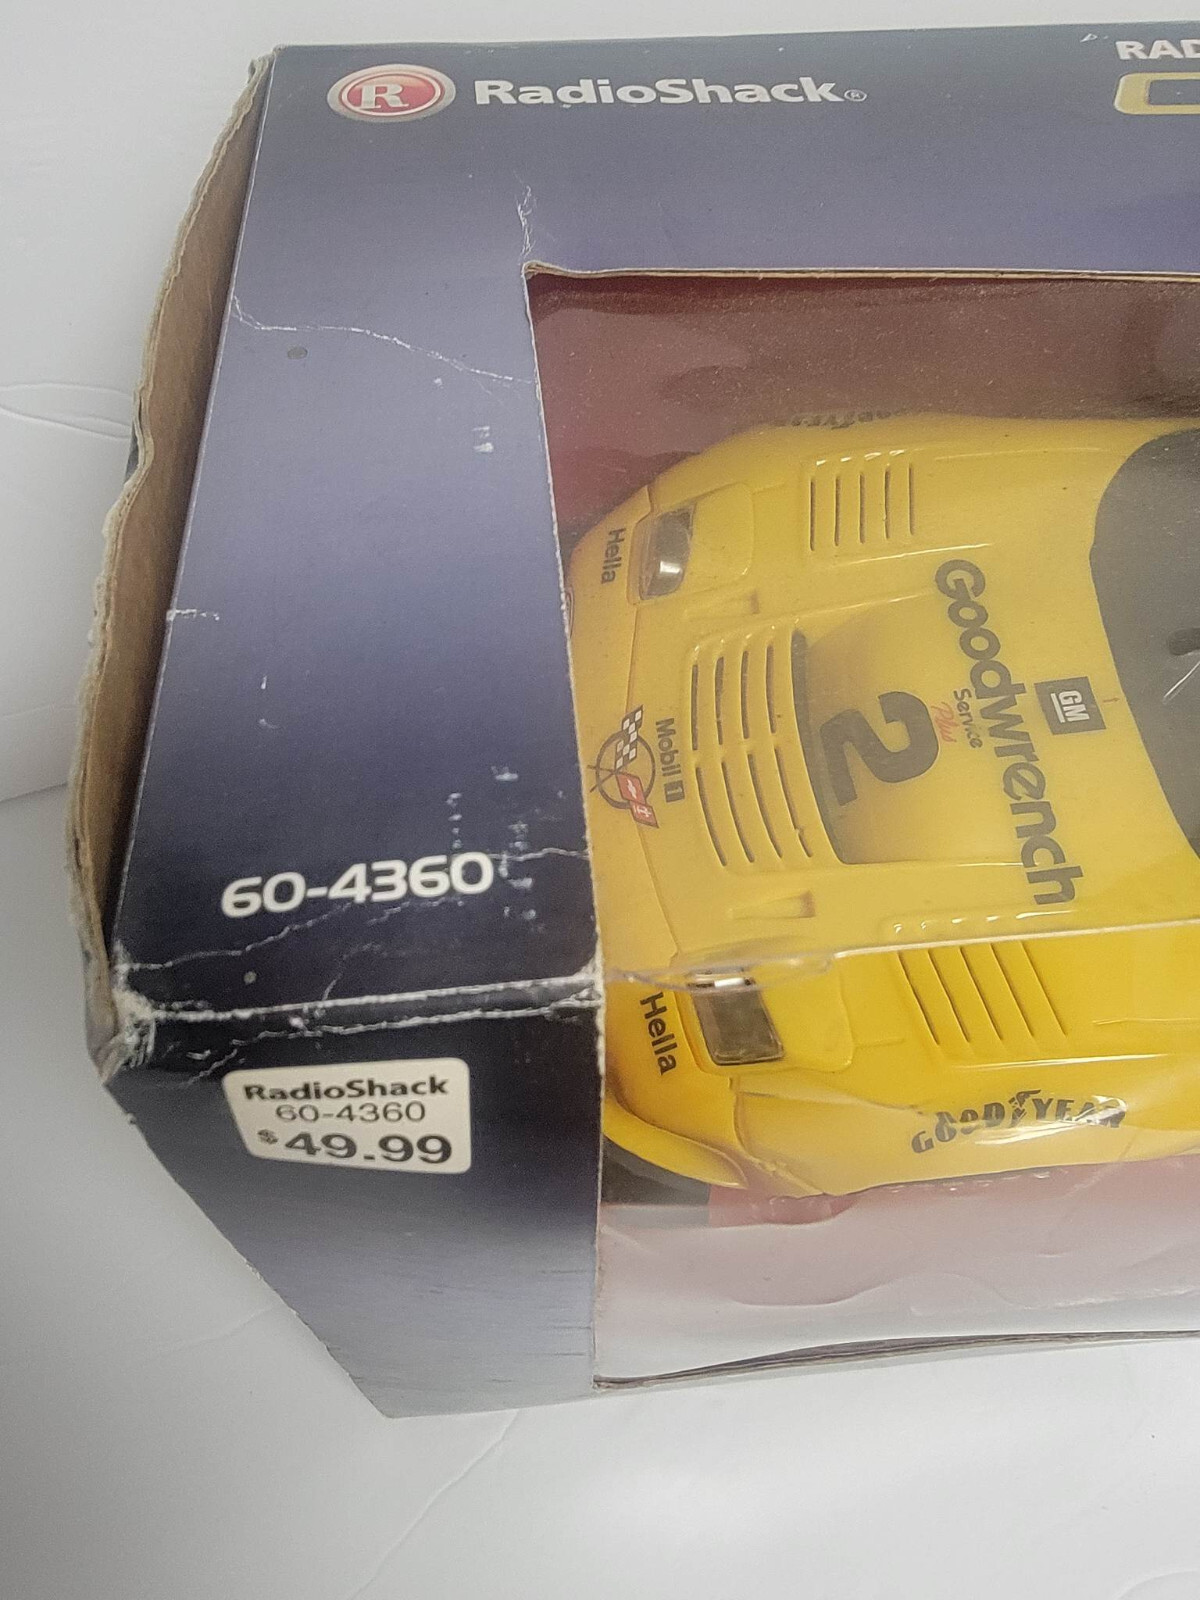 R RadioShack®
RAD
GOODYEAR
Hella
Goodwrench
Service
Plus
GM
2
Mobil 1
60-4360
Hella
GOODYEAR
RadioShack
60-4360
$49.99